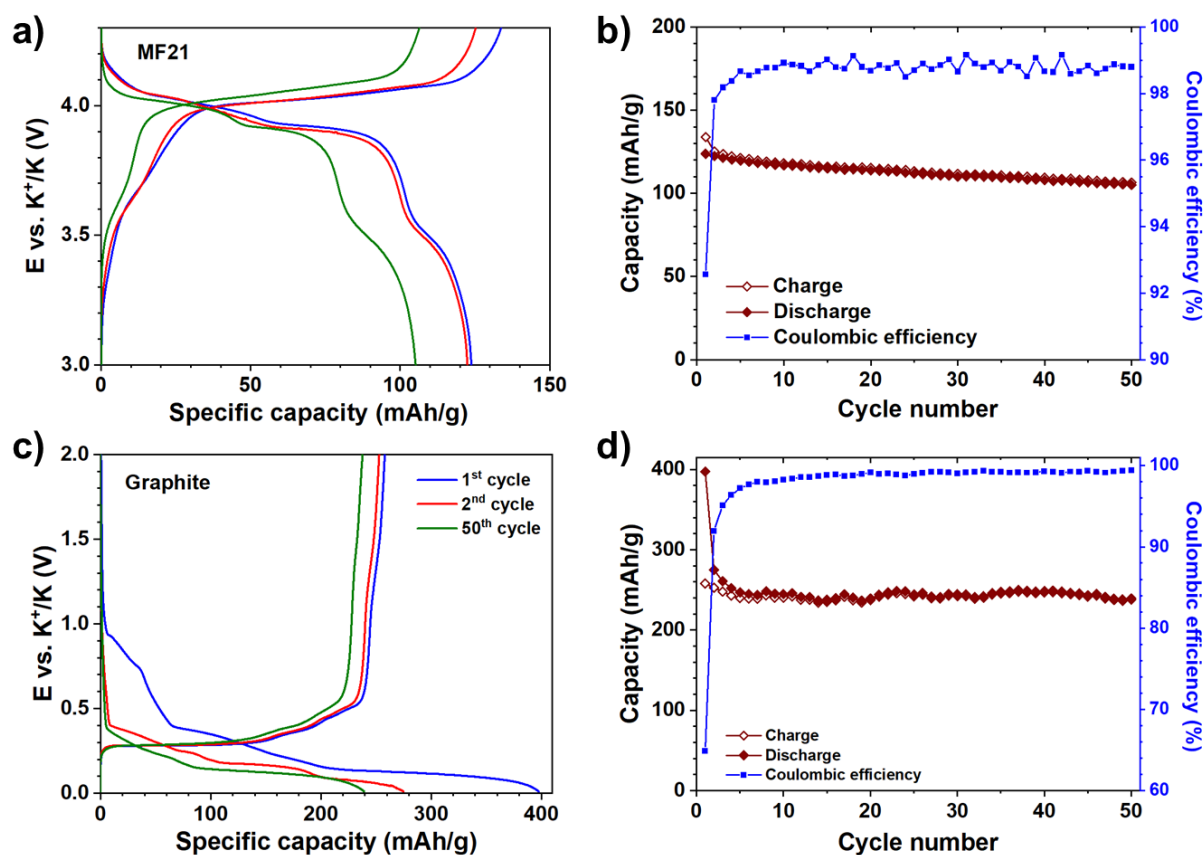 a)
MF21
4.0
3.5
3.0
E vs. K⁺/K (V)
0 50 100 150
Specific capacity (mAh/g)
b)
200
150
100
50
0
Capacity (mAh/g)
100
99
98
96
94
92
90
Coulombic efficiency (%)
Charge
Discharge
Coulombic efficiency
0 10 20 30 40 50
Cycle number
c)
Graphite
1ˢᵗ cycle
2ⁿᵈ cycle
50ᵗʰ cycle
2.0
1.5
1.0
0.5
0.0
E vs. K⁺/K (V)
0 100 200 300 400
Specific capacity (mAh/g)
d)
400
300
200
100
0
Capacity (mAh/g)
100
90
80
70
65
60
Coulombic efficiency (%)
Charge
Discharge
Coulombic efficiency
0 10 20 30 40 50
Cycle number